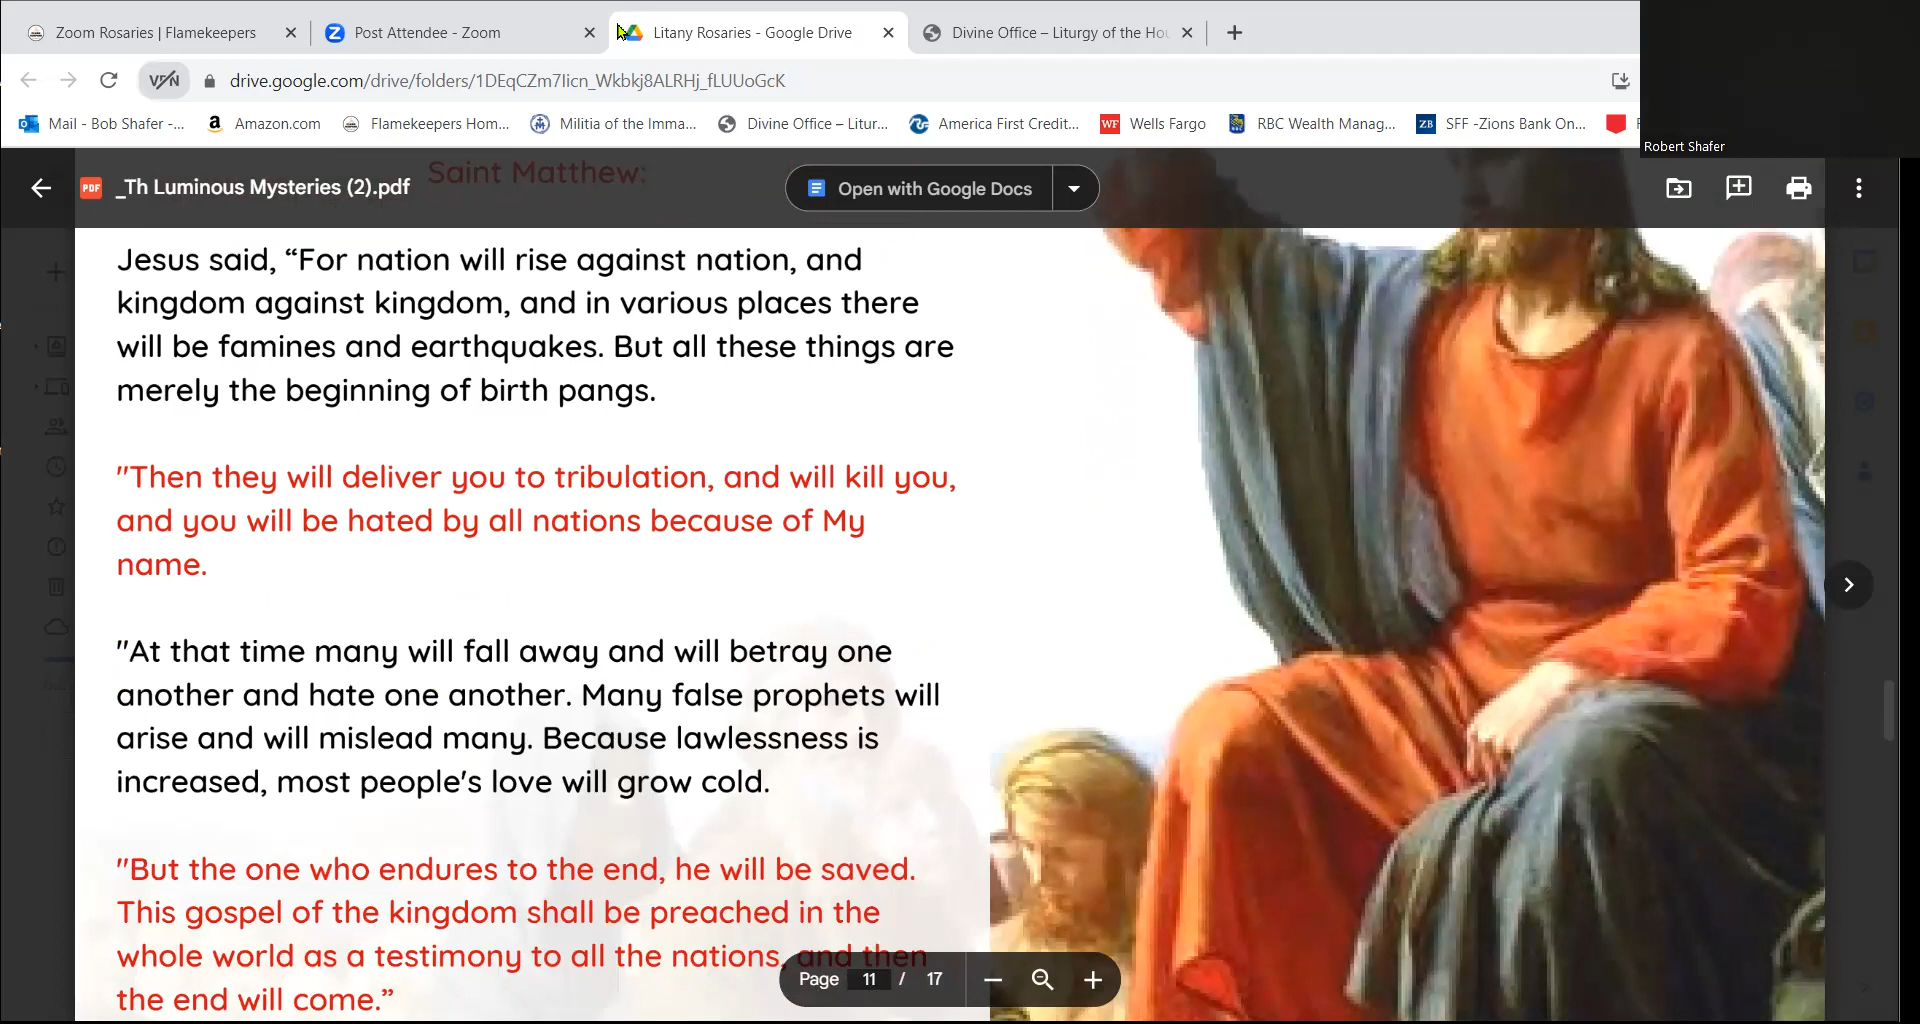 Zoom Rosaries | Flamekeepers
Post Attendee - Zoom
Litany Rosaries - Google Drive
Divine Office – Liturgy of the Ho
VPN
drive.google.com/drive/folders/1DEqCZm7Iicn_Wkbkj8ALRHj_fLUUoGcK
Mail - Bob Shafer -...
Amazon.com
Flamekeepers Hom...
Militia of the Imma...
Divine Office – Litur...
America First Credit...
WF Wells Fargo
RBC Wealth Manag...
ZB SFF -Zions Bank On...
Robert Shafer
Saint Matthew:
PDF _Th Luminous Mysteries (2).pdf
Open with Google Docs
Jesus said, “For nation will rise against nation, and
kingdom against kingdom, and in various places there
will be famines and earthquakes. But all these things are
merely the beginning of birth pangs.
"Then they will deliver you to tribulation, and will kill you,
and you will be hated by all nations because of My
name.
"At that time many will fall away and will betray one
another and hate one another. Many false prophets will
arise and will mislead many. Because lawlessness is
increased, most people's love will grow cold.
"But the one who endures to the end, he will be saved.
This gospel of the kingdom shall be preached in the
whole world as a testimony to all the nations, and then
the end will come.”
Page 11 / 17